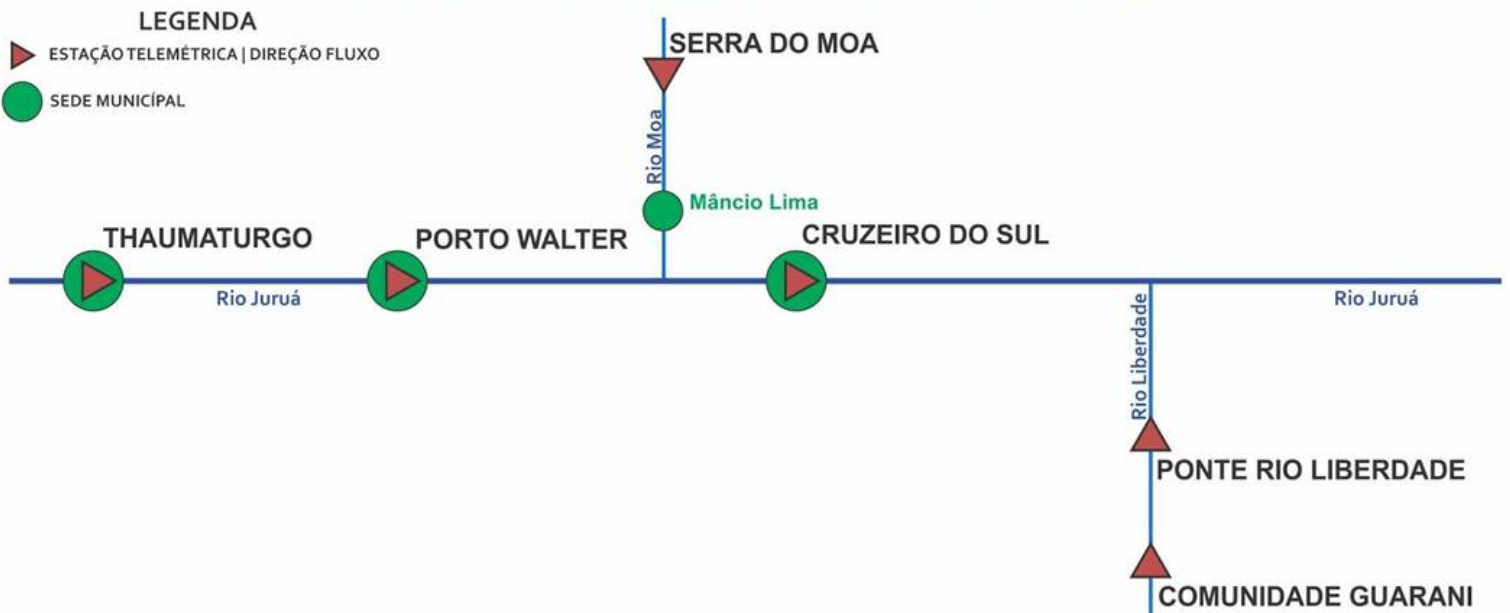 LEGENDA
ESTAÇÃO TELEMÉTRICA | DIREÇÃO FLUXO
SEDE MUNICÍPAL
SERRA DO MOA
Rio Moa
Mâncio Lima
THAUMATURGO
PORTO WALTER
CRUZEIRO DO SUL
Rio Juruá
Rio Juruá
Rio Liberdade
PONTE RIO LIBERDADE
COMUNIDADE GUARANI